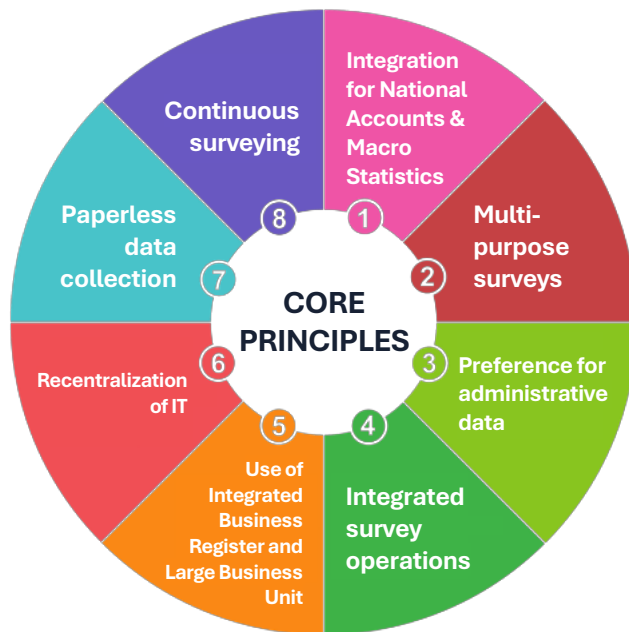 CORE
PRINCIPLES
1
Integration
for National
Accounts &
Macro
Statistics
2
Multi-
purpose
surveys
3
Preference for
administrative
data
4
Integrated
survey
operations
5
Use of
Integrated
Business
Register and
Large Business
Unit
6
Recentralization
of IT
7
Paperless
data
collection
8
Continuous
surveying